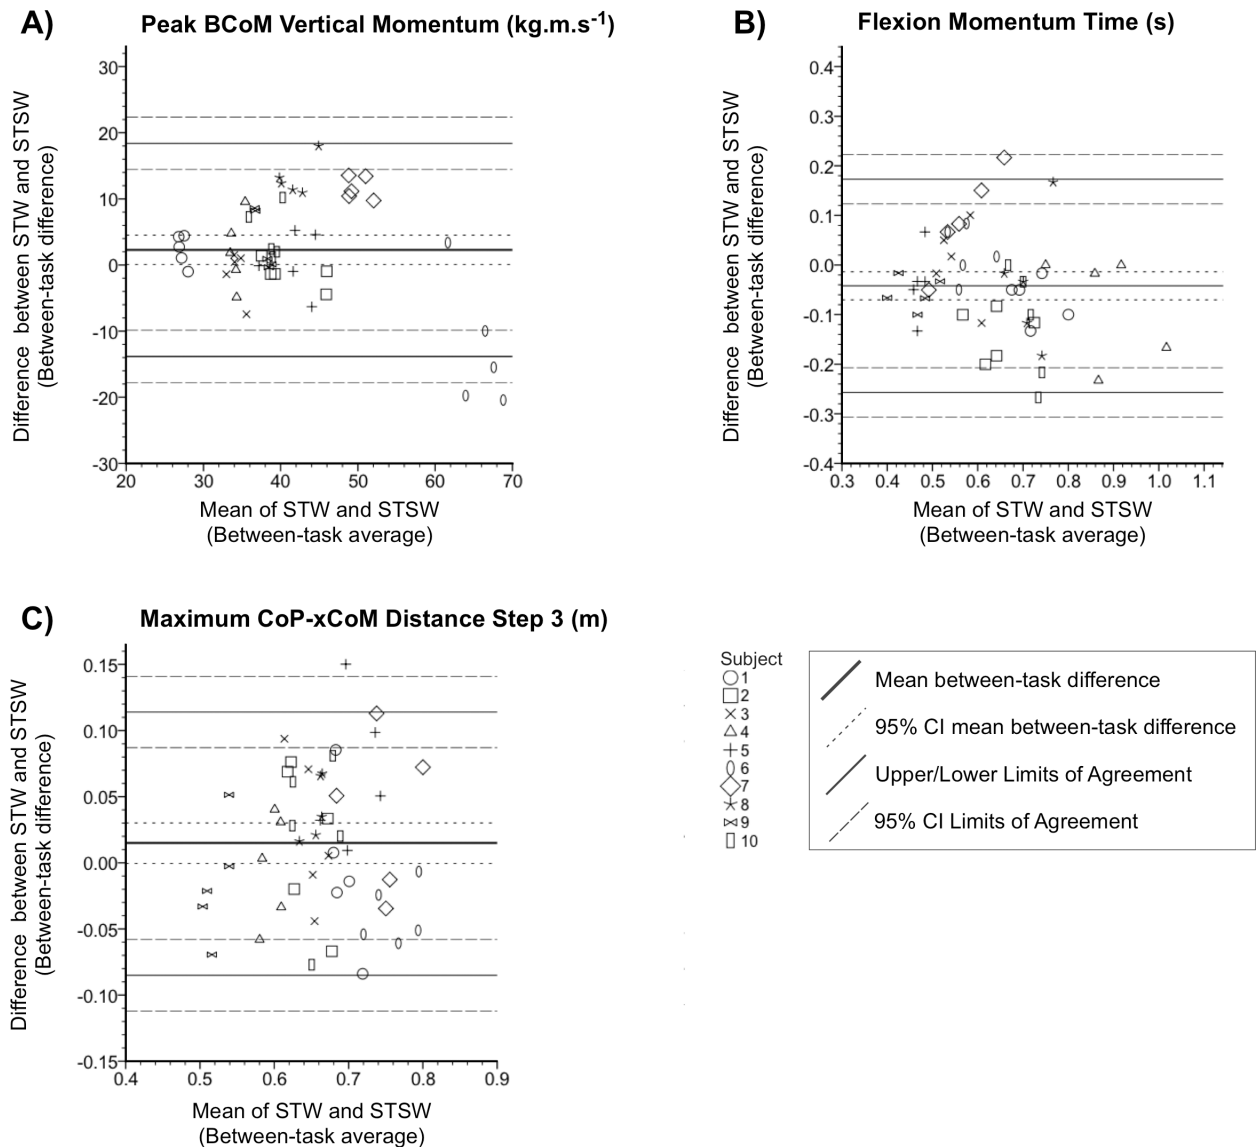 A)
Peak BCoM Vertical Momentum (kg.m.s-1)
Difference between STW and STSW
(Between-task difference)
30
20
10
0
-10
-20
-30
20 30 40 50 60 70
Mean of STW and STSW
(Between-task average)
B)
Flexion Momentum Time (s)
Difference between STW and STSW
(Between-task difference)
0.4
0.3
0.2
0.1
0.0
-0.1
-0.2
-0.3
-0.4
0.3 0.4 0.5 0.6 0.7 0.8 0.9 1.0 1.1
Mean of STW and STSW
(Between-task average)
C)
Maximum CoP-xCoM Distance Step 3 (m)
Difference between STW and STSW
(Between-task difference)
0.15
0.10
0.05
0.00
-0.05
-0.10
-0.15
0.4 0.5 0.6 0.7 0.8 0.9
Mean of STW and STSW
(Between-task average)
Subject
1
2
3
4
5
6
7
8
9
10
Mean between-task difference
95% CI mean between-task difference
Upper/Lower Limits of Agreement
95% CI Limits of Agreement